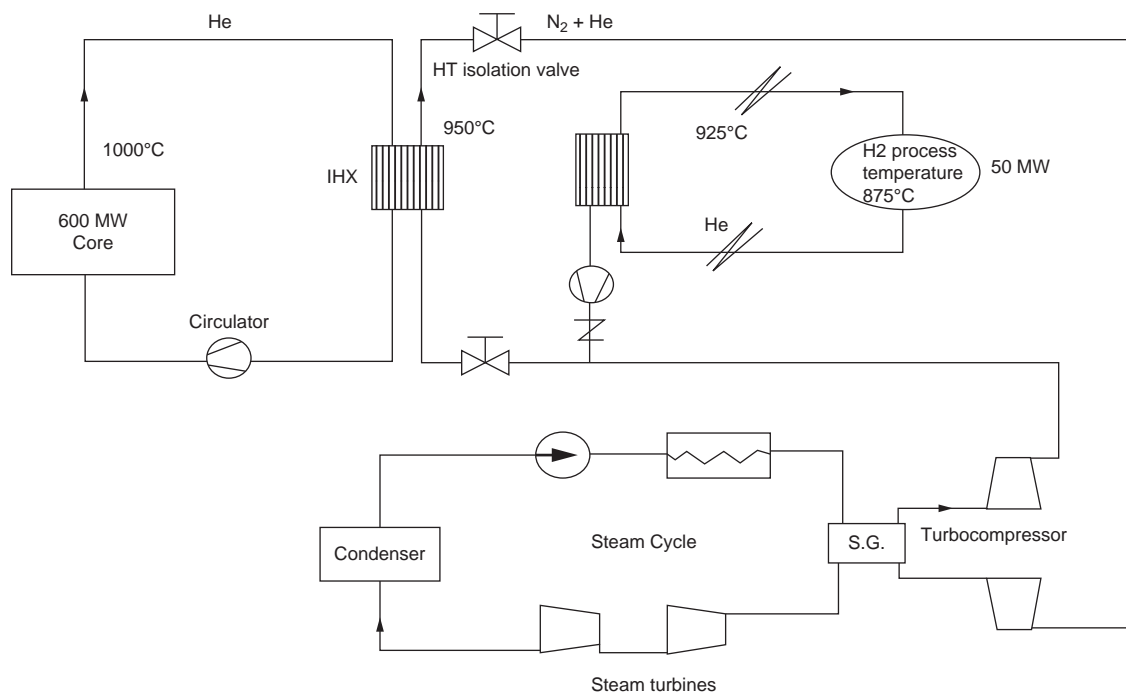 He
N₂ + He
HT isolation valve
1000°C
950°C
925°C
IHX
H2 process
temperature
875°C
50 MW
600 MW
Core
He
Circulator
Condenser
Steam Cycle
S.G.
Turbocompressor
Steam turbines